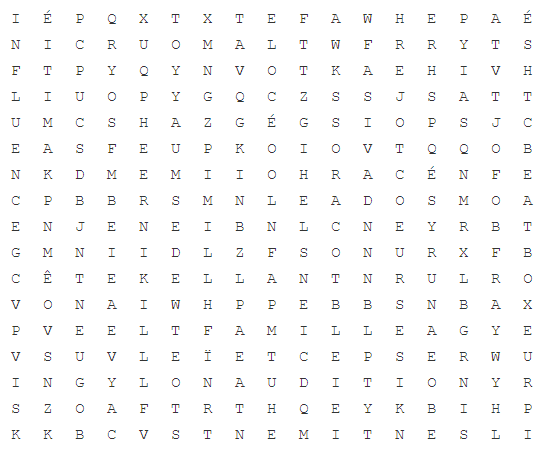 I É P Q X T X T E F A W H E P A É
N I C R U O M A L T W F R R Y T S
F T P Y Q Y N V O T K A E H I V H
L I U O P Y G Q C Z S S J S A T T
U M C S H A Z G É G S I O P S J C
E A S F E U P K O I O V T Q Q O B
N K D M E M I I O H R A C É N F E
C P B B R S M N L E A D O S M O A
E N J E N E I B N L C N E Y R B T
G M N I I D L Z F S O N U R X F B
C Ê T E K E L L A N T N R U L R O
V O N A I W H P P E B B S N B A X
P V E E L T F A M I L L E A G Y E
V S U V L E Ï E T C E P S E R W U
I N G Y L O N A U D I T I O N Y R
S Z O A F T R T H Q E Y K B I H P
K K B C V S T N E M I T N E S L I